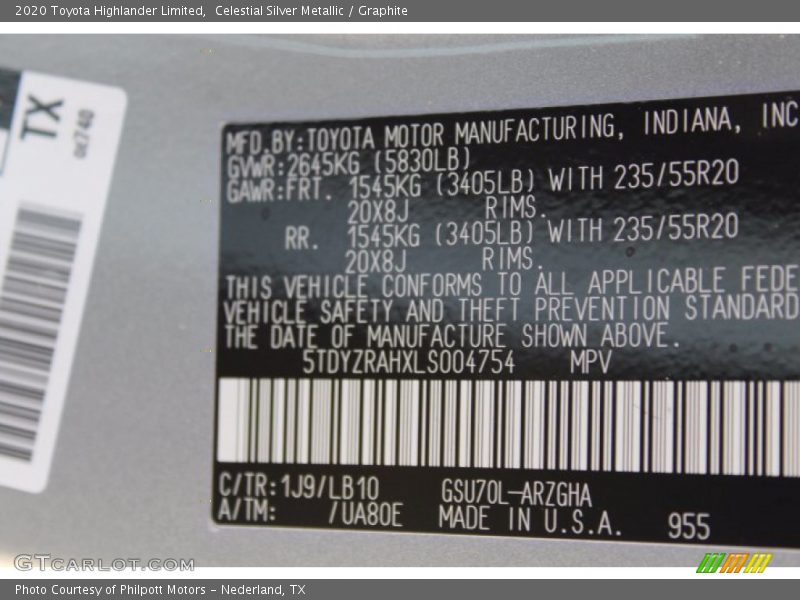 2020 Toyota Highlander Limited, Celestial Silver Metallic / Graphite
TX
MFD.BY:TOYOTA MOTOR MANUFACTURING, INDIANA, INC
GVWR:2645KG (5830LB)
GAWR:FRT. 1545KG (3405LB) WITH 235/55R20
20X8J RIMS.
RR. 1545KG (3405LB) WITH 235/55R20
20X8J RIMS.
THIS VEHICLE CONFORMS TO ALL APPLICABLE FEDE
VEHICLE SAFETY AND THEFT PREVENTION STANDARD
THE DATE OF MANUFACTURE SHOWN ABOVE.
5TDYZRAHXLS004754 MPV
C/TR:1J9/LB10 GSU70L-ARZGHA
A/TM: /UA80E MADE IN U.S.A. 955
GTCARLOT.COM
Photo Courtesy of Philpott Motors - Nederland, TX